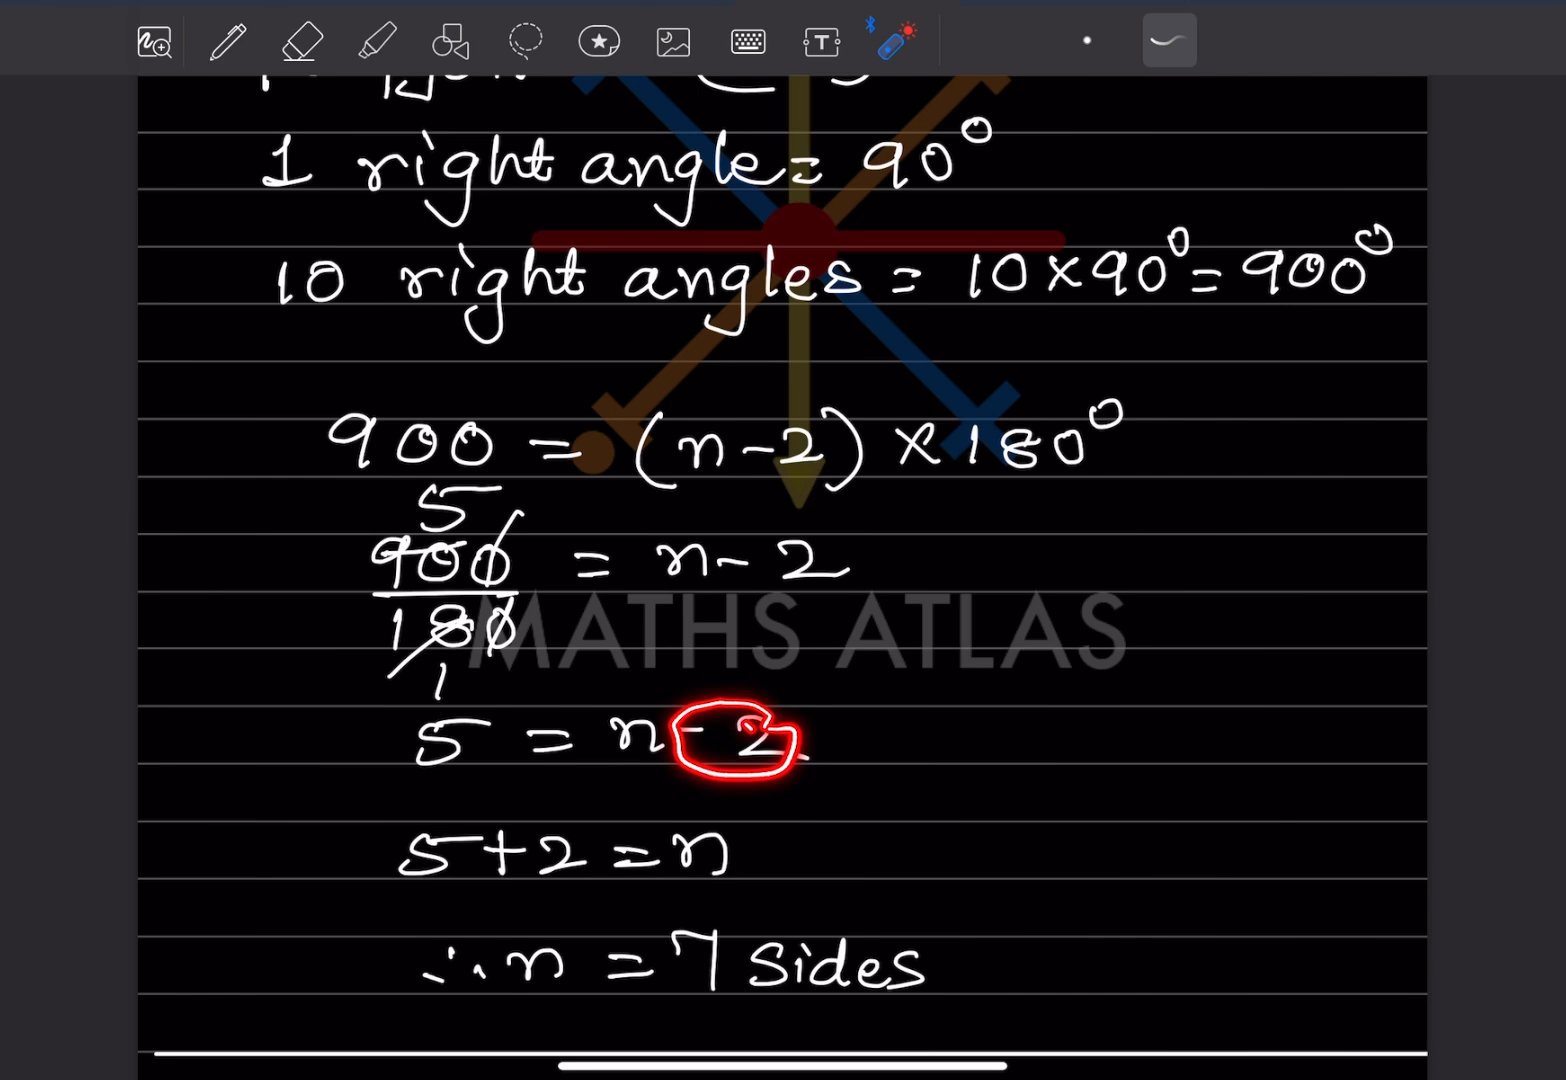 1 right angle = 90°
10 right angles = 10 × 90° = 900°
900 = (n-2) × 180°
5
900 = n - 2
180
1
MATHS ATLAS
5 = n - 2
5 + 2 = n
∴ n = 7 sides